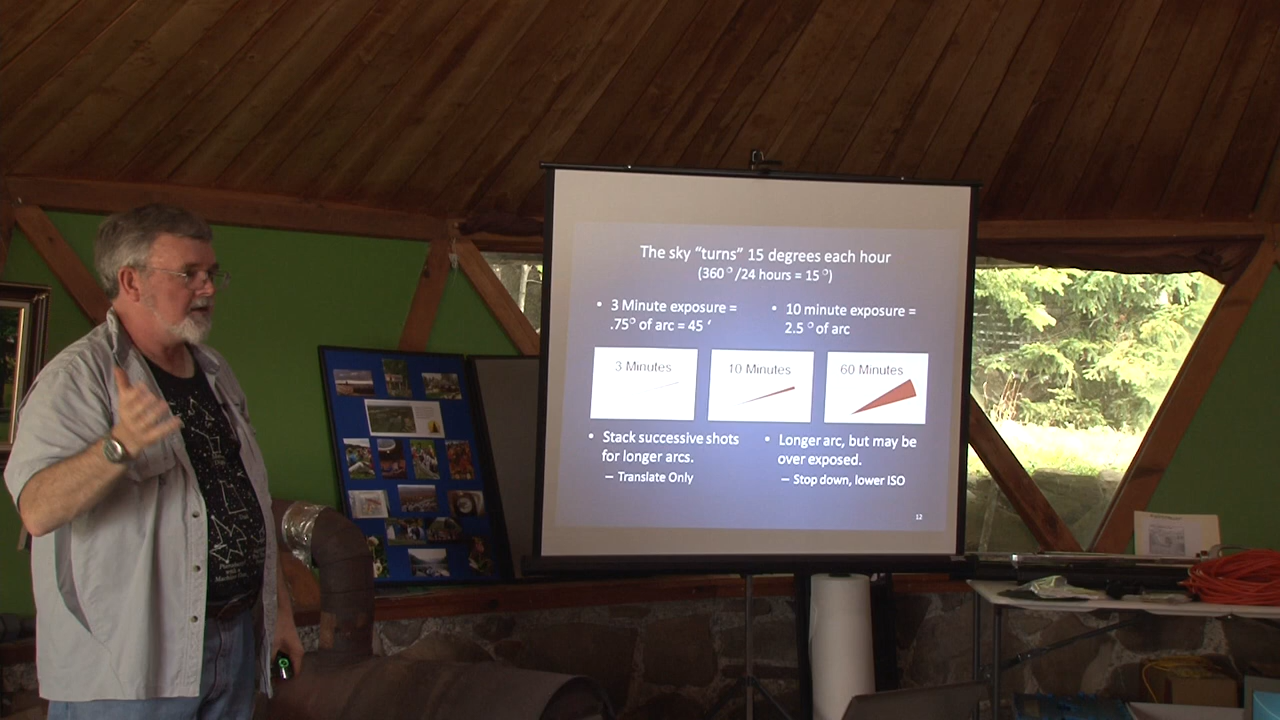 The sky “turns” 15 degrees each hour
(360°/24 hours = 15°)
• 3 Minute exposure =
.75° of arc = 45 ‘
• 10 minute exposure =
2.5 ° of arc
3 Minutes
10 Minutes
60 Minutes
• Stack successive shots
for longer arcs.
– Translate Only
• Longer arc, but may be
over exposed.
– Stop down, lower ISO
12